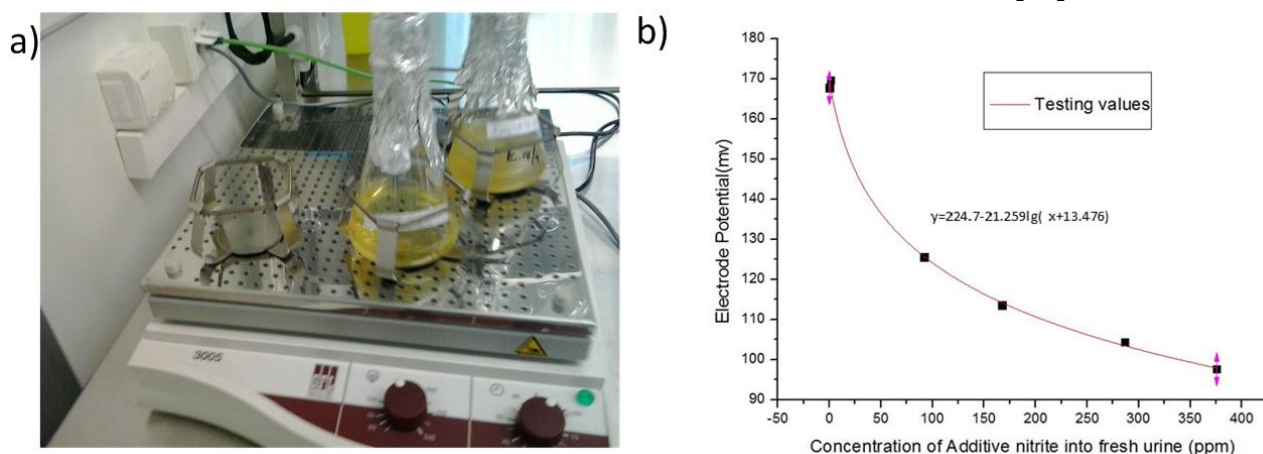 a)
b)
3005
Electrode Potential(mv)
170
160
150
140
130
120
110
100
90
Testing values
y=224.7-21.259lg( x+13.476)
-50 0 50 100 150 200 250 300 350 400
Concentration of Additive nitrite into fresh urine (ppm)